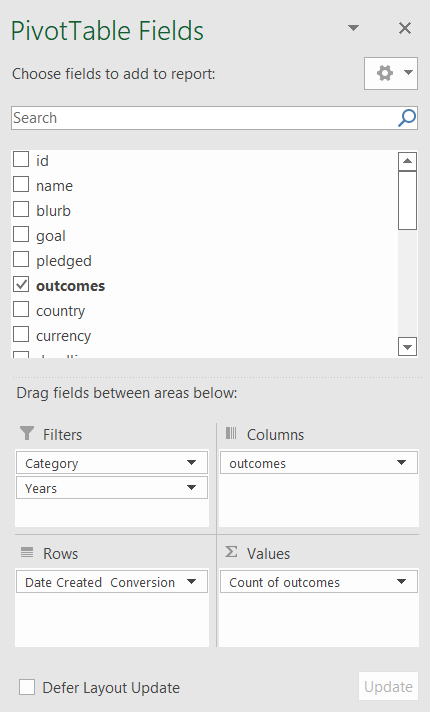 PivotTable Fields
Choose fields to add to report:
Search
id
name
blurb
goal
pledged
outcomes
country
currency
Drag fields between areas below:
Filters
Columns
Category
outcomes
Years
Rows
Values
Date Created Conversion
Count of outcomes
Defer Layout Update
Update